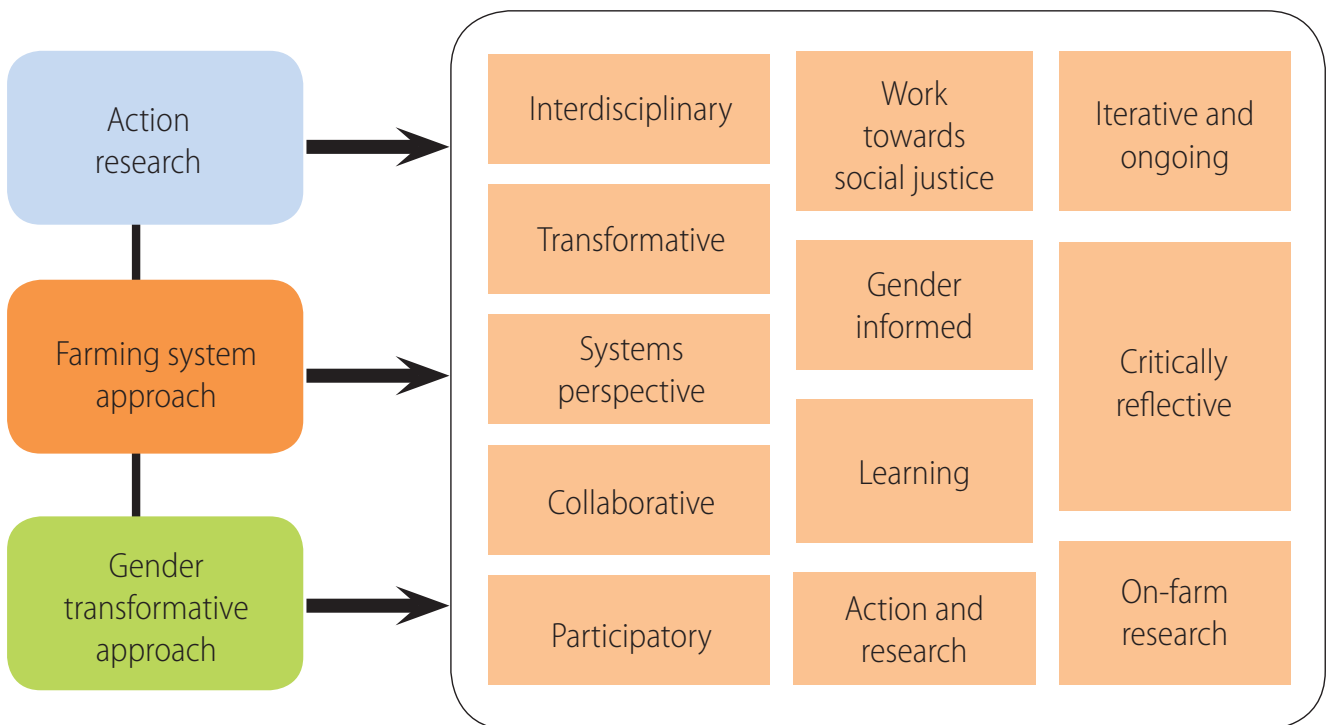 Action
research
Farming system
approach
Gender
transformative
approach
Interdisciplinary
Transformative
Systems
perspective
Collaborative
Participatory
Work
towards
social justice
Gender
informed
Learning
Action and
research
Iterative and
ongoing
Critically
reflective
On-farm
research